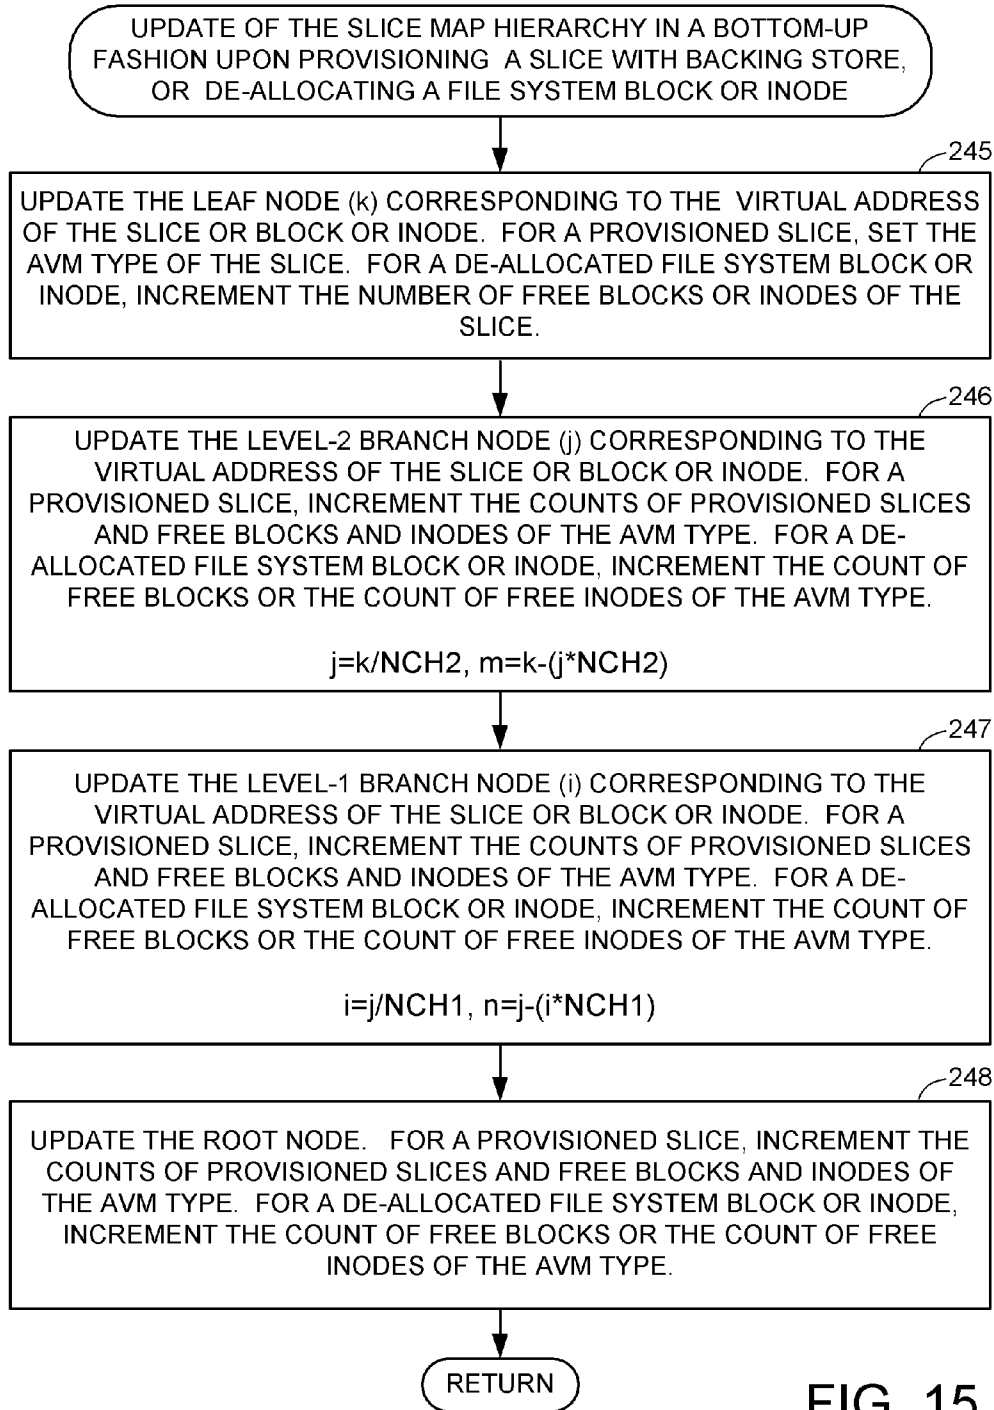 UPDATE OF THE SLICE MAP HIERARCHY IN A BOTTOM-UP
FASHION UPON PROVISIONING A SLICE WITH BACKING STORE,
OR DE-ALLOCATING A FILE SYSTEM BLOCK OR INODE
245
UPDATE THE LEAF NODE (k) CORRESPONDING TO THE VIRTUAL ADDRESS
OF THE SLICE OR BLOCK OR INODE. FOR A PROVISIONED SLICE, SET THE
AVM TYPE OF THE SLICE. FOR A DE-ALLOCATED FILE SYSTEM BLOCK OR
INODE, INCREMENT THE NUMBER OF FREE BLOCKS OR INODES OF THE
SLICE.
246
UPDATE THE LEVEL-2 BRANCH NODE (j) CORRESPONDING TO THE
VIRTUAL ADDRESS OF THE SLICE OR BLOCK OR INODE. FOR A
PROVISIONED SLICE, INCREMENT THE COUNTS OF PROVISIONED SLICES
AND FREE BLOCKS AND INODES OF THE AVM TYPE. FOR A DE-
ALLOCATED FILE SYSTEM BLOCK OR INODE, INCREMENT THE COUNT OF
FREE BLOCKS OR THE COUNT OF FREE INODES OF THE AVM TYPE.
j=k/NCH2, m=k-(j*NCH2)
247
UPDATE THE LEVEL-1 BRANCH NODE (i) CORRESPONDING TO THE
VIRTUAL ADDRESS OF THE SLICE OR BLOCK OR INODE. FOR A
PROVISIONED SLICE, INCREMENT THE COUNTS OF PROVISIONED SLICES
AND FREE BLOCKS AND INODES OF THE AVM TYPE. FOR A DE-
ALLOCATED FILE SYSTEM BLOCK OR INODE, INCREMENT THE COUNT OF
FREE BLOCKS OR THE COUNT OF FREE INODES OF THE AVM TYPE.
i=j/NCH1, n=j-(i*NCH1)
248
UPDATE THE ROOT NODE. FOR A PROVISIONED SLICE, INCREMENT THE
COUNTS OF PROVISIONED SLICES AND FREE BLOCKS AND INODES OF
THE AVM TYPE. FOR A DE-ALLOCATED FILE SYSTEM BLOCK OR INODE,
INCREMENT THE COUNT OF FREE BLOCKS OR THE COUNT OF FREE
INODES OF THE AVM TYPE.
RETURN
FIG. 15